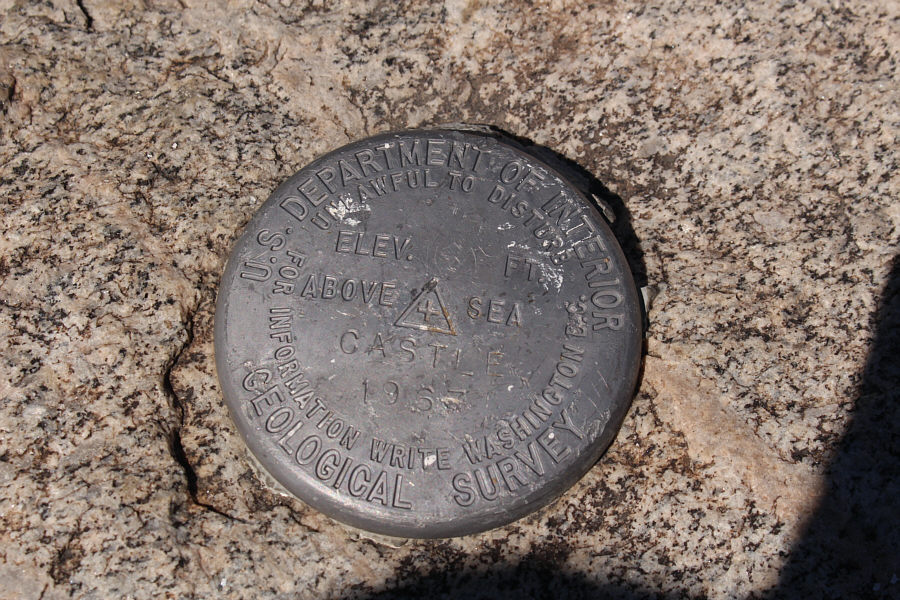 U.S. DEPARTMENT OF INTERIOR
UNLAWFUL TO DISTURB
ELEV. FT.
ABOVE SEA
CASTLE
FOR INFORMATION WRITE WASHINGTON D.C.
GEOLOGICAL SURVEY